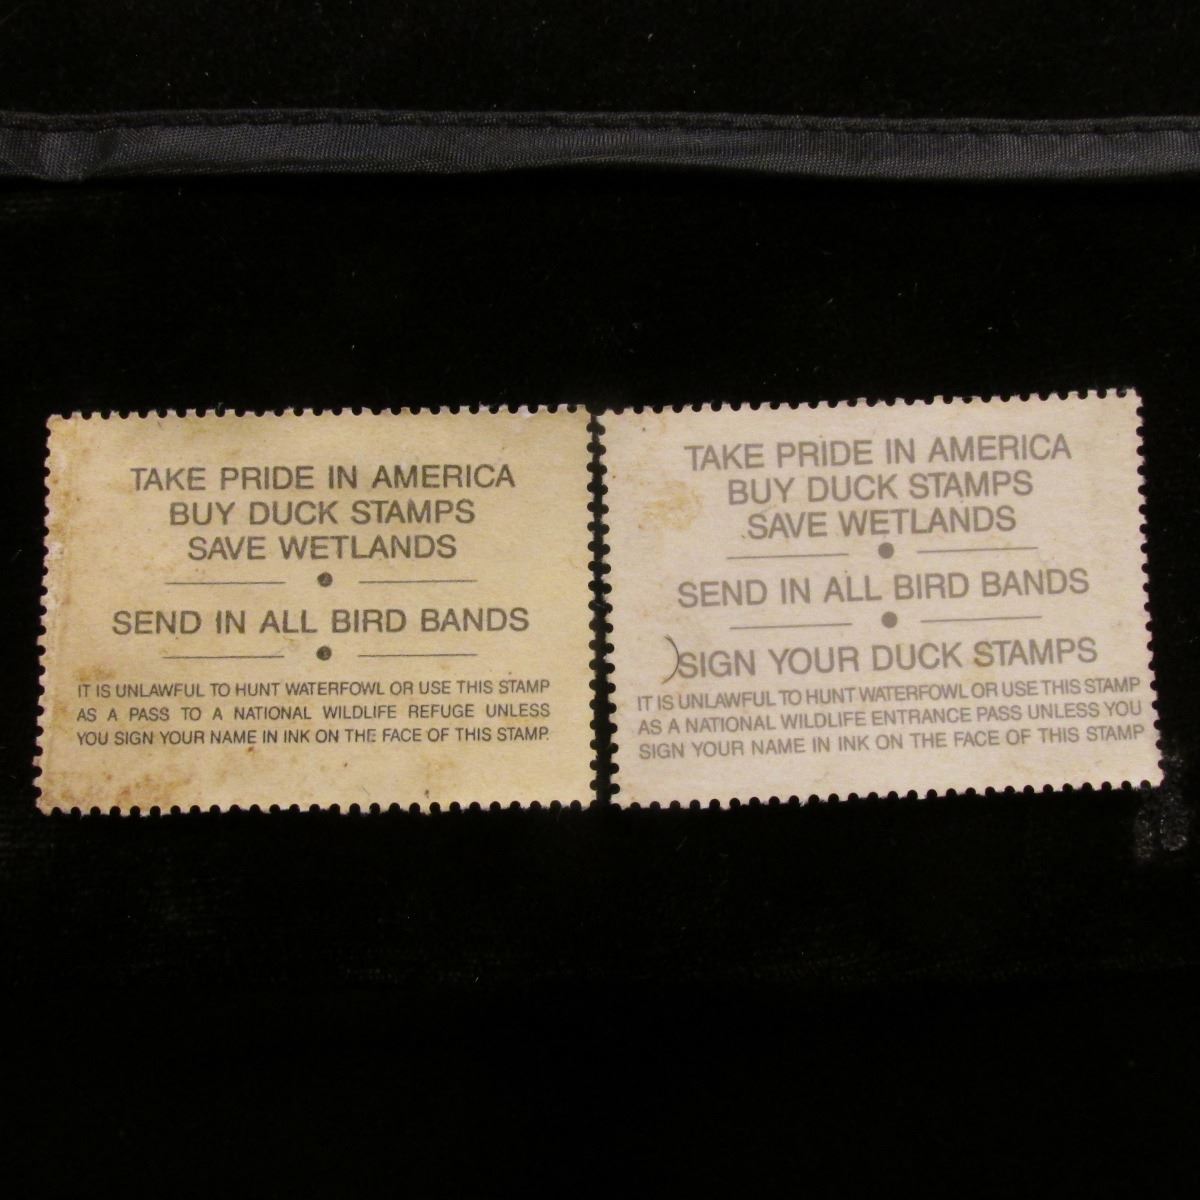 TAKE PRIDE IN AMERICA
BUY DUCK STAMPS
SAVE WETLANDS
SEND IN ALL BIRD BANDS
IT IS UNLAWFUL TO HUNT WATERFOWL OR USE THIS STAMP
AS A PASS TO A NATIONAL WILDLIFE REFUGE UNLESS
YOU SIGN YOUR NAME IN INK ON THE FACE OF THIS STAMP.
TAKE PRIDE IN AMERICA
BUY DUCK STAMPS
SAVE WETLANDS
SEND IN ALL BIRD BANDS
SIGN YOUR DUCK STAMPS
IT IS UNLAWFUL TO HUNT WATERFOWL OR USE THIS STAMP
AS A NATIONAL WILDLIFE ENTRANCE PASS UNLESS YOU
SIGN YOUR NAME IN INK ON THE FACE OF THIS STAMP